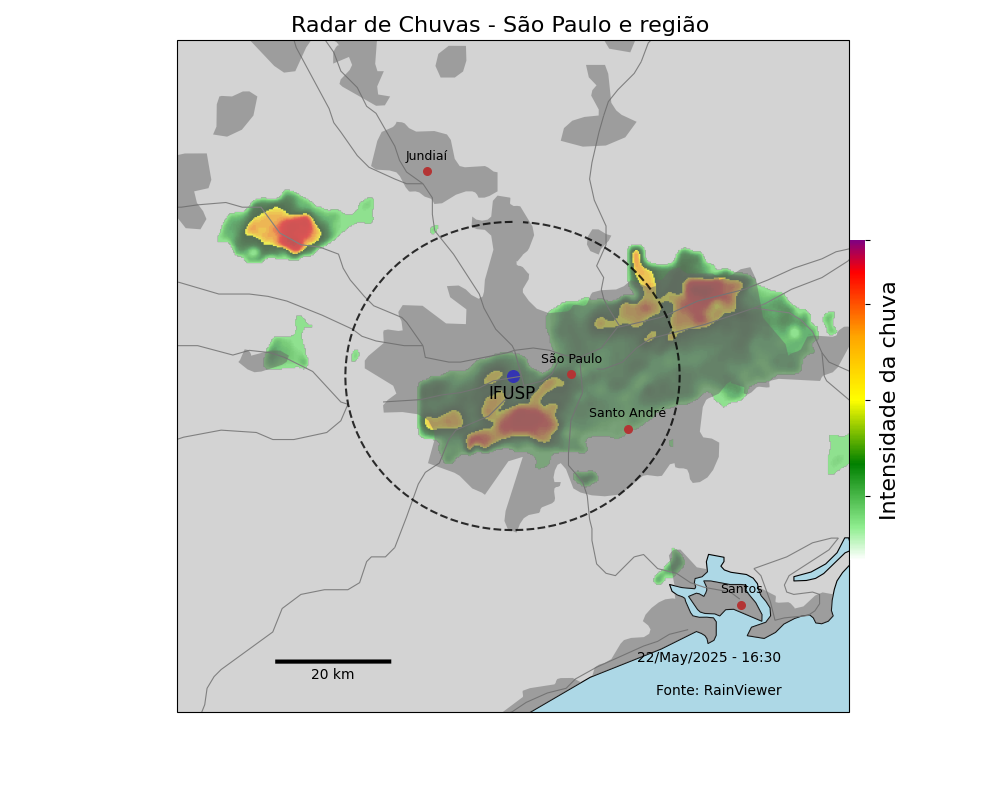 Radar de Chuvas - São Paulo e região
Jundiaí
São Paulo
IFUSP
Santo André
Intensidade da chuva
Santos
22/May/2025 - 16:30
20 km
Fonte: RainViewer